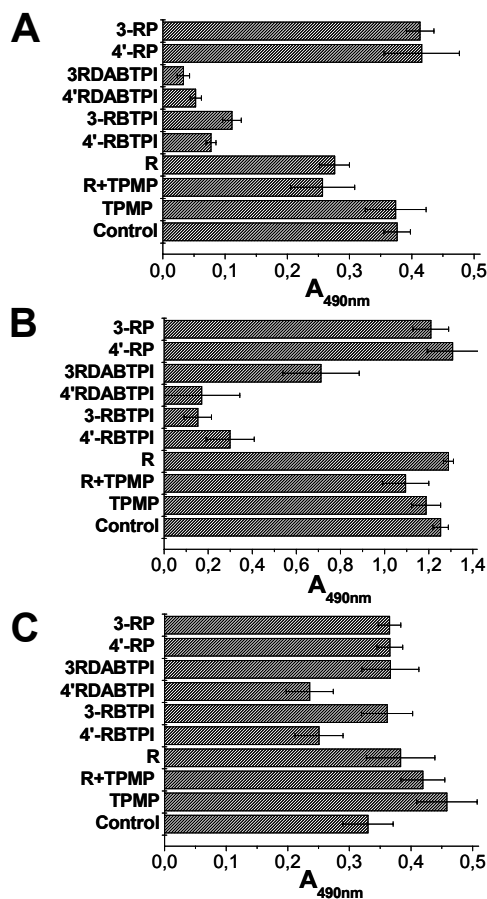 A
3-RP
4'-RP
3RDABTPI
4'RDABTPI
3-RBTPI
4'-RBTPI
R
R+TPMP
TPMP
Control
0,0 0,1 0,2 0,3 0,4 0,5
A490nm
B
3-RP
4'-RP
3RDABTPI
4'RDABTPI
3-RBTPI
4'-RBTPI
R
R+TPMP
TPMP
Control
0,0 0,2 0,4 0,6 0,8 1,0 1,2 1,4
A490nm
C
3-RP
4'-RP
3RDABTPI
4'RDABTPI
3-RBTPI
4'-RBTPI
R
R+TPMP
TPMP
Control
0,0 0,1 0,2 0,3 0,4 0,5
A490nm